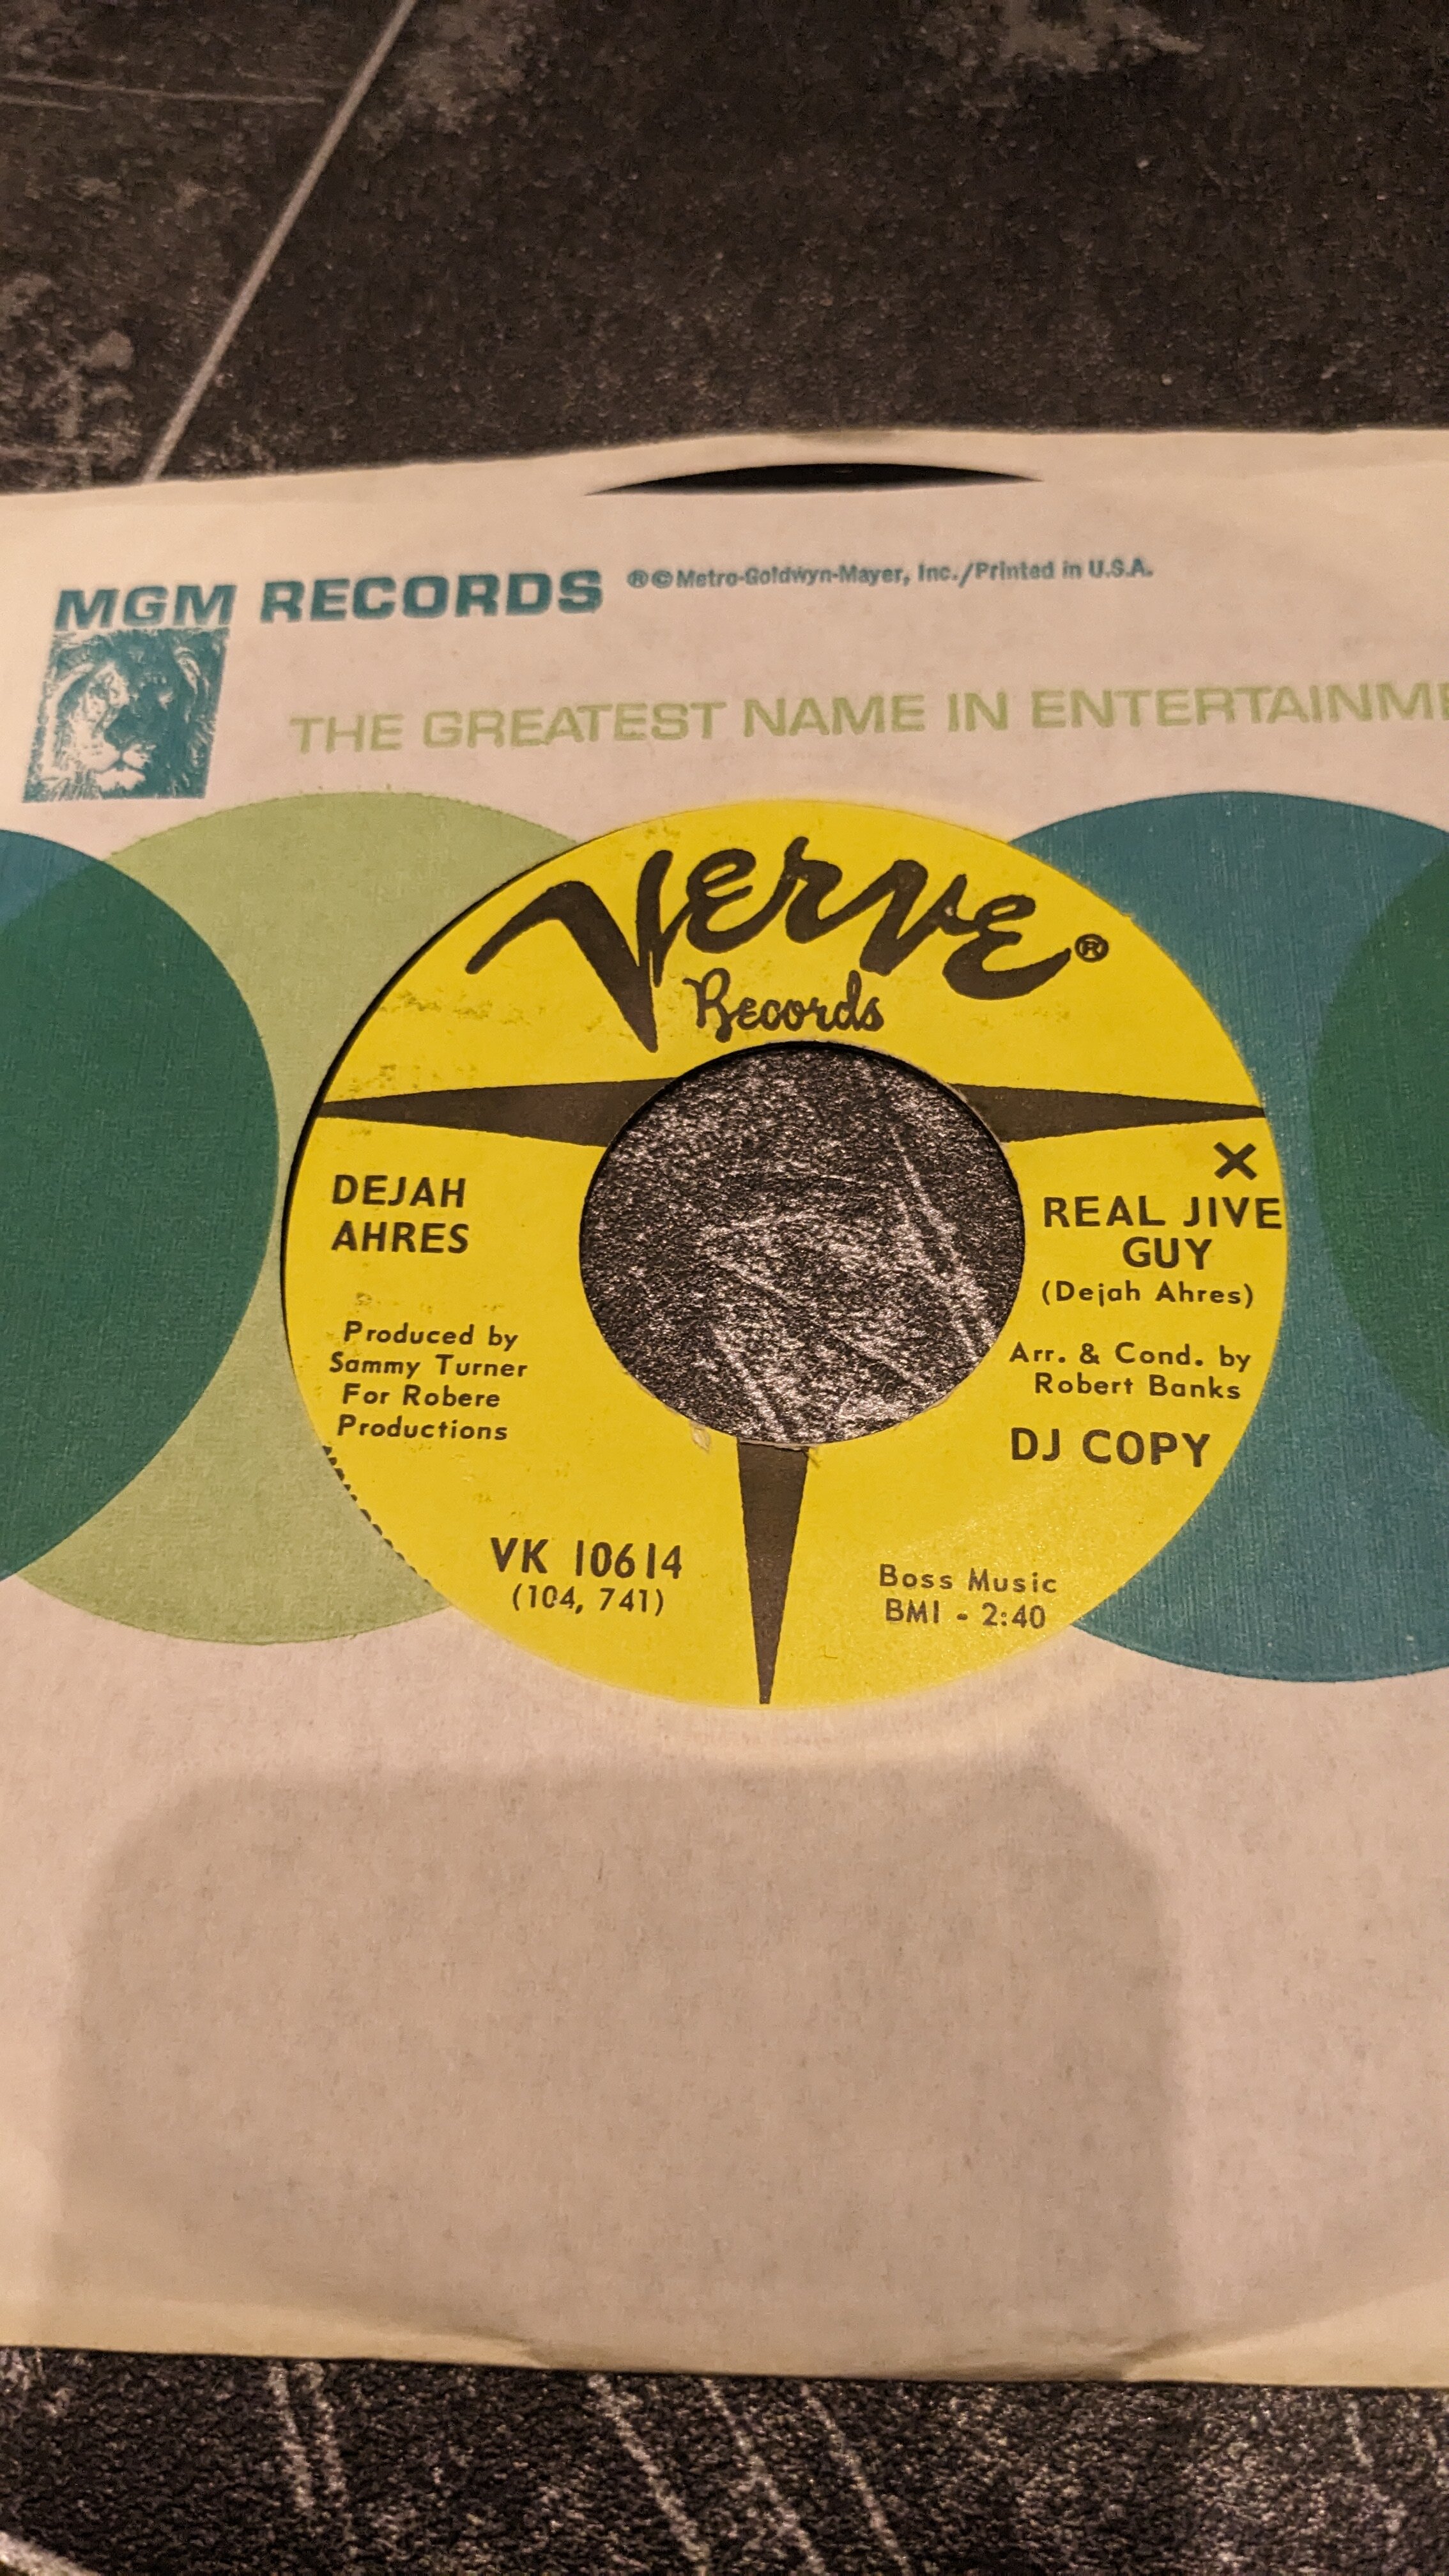 MGM RECORDS ®©Metro-Goldwyn-Mayer, Inc./Printed in U.S.A.
THE GREATEST NAME IN ENTERTAINM
Verve®
Records
DEJAH
AHRES
Produced by
Sammy Turner
For Robere
Productions
VK 10614
(104, 741)
X
REAL JIVE
GUY
(Dejah Ahres)
Arr. & Cond. by
Robert Banks
DJ COPY
Boss Music
BMI - 2:40